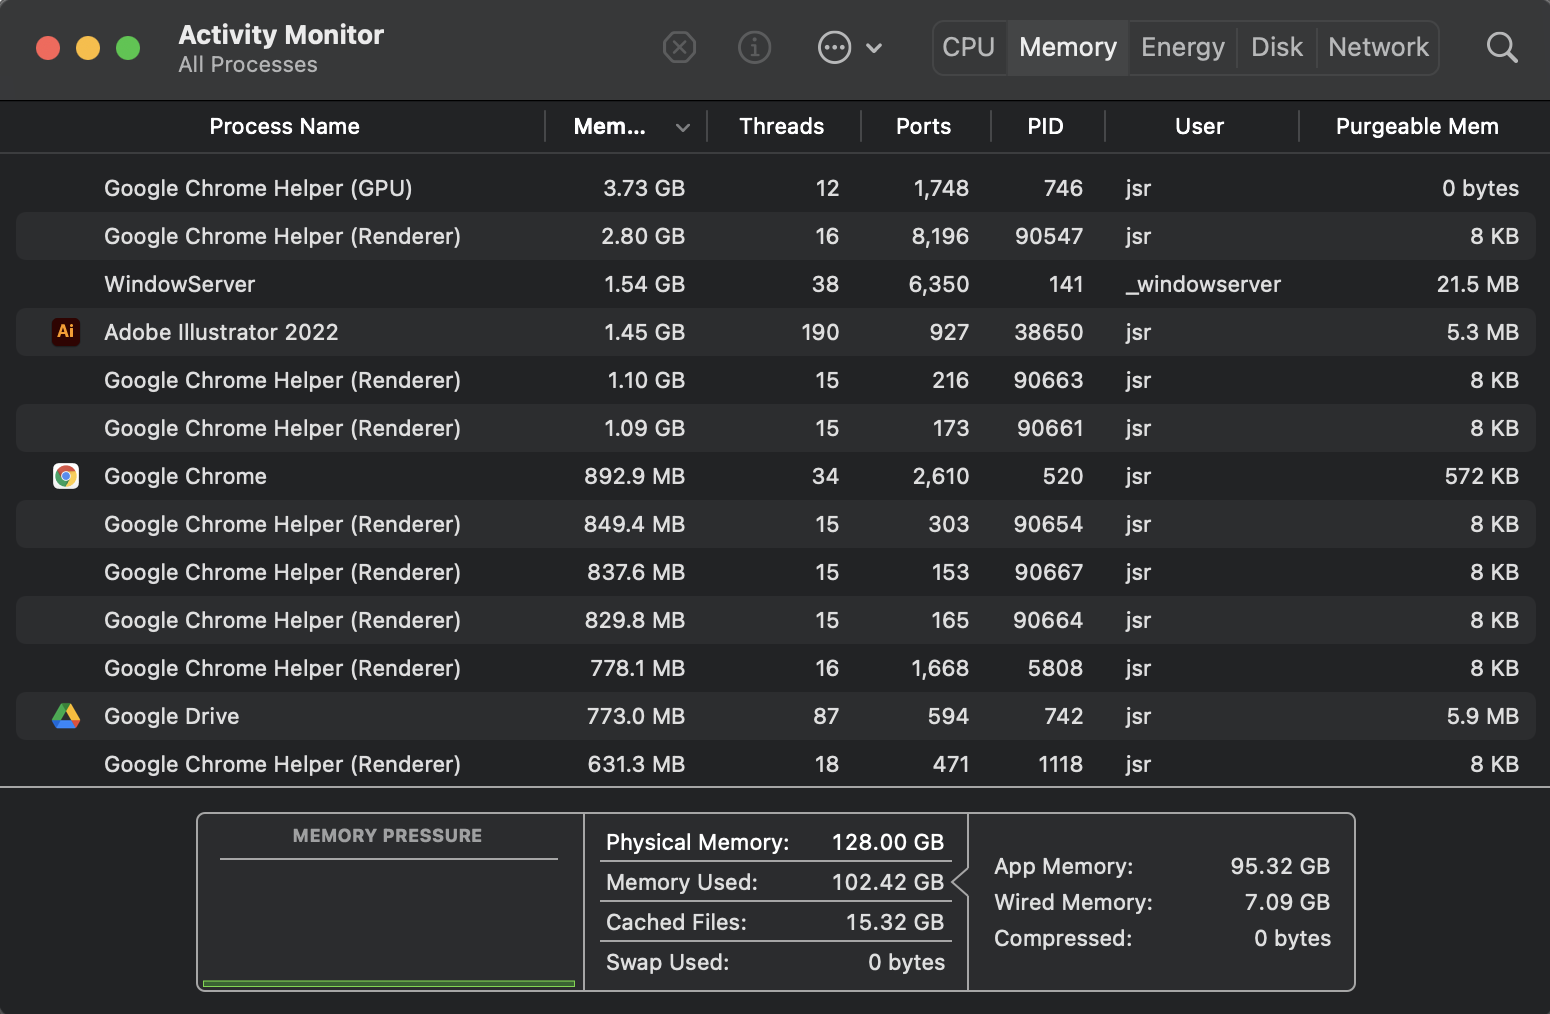 Activity Monitor
All Processes
CPU Memory Energy Disk Network
Process Name Mem... Threads Ports PID User Purgeable Mem
Google Chrome Helper (GPU) 3.73 GB 12 1,748 746 jsr 0 bytes
Google Chrome Helper (Renderer) 2.80 GB 16 8,196 90547 jsr 8 KB
WindowServer 1.54 GB 38 6,350 141 _windowserver 21.5 MB
Ai Adobe Illustrator 2022 1.45 GB 190 927 38650 jsr 5.3 MB
Google Chrome Helper (Renderer) 1.10 GB 15 216 90663 jsr 8 KB
Google Chrome Helper (Renderer) 1.09 GB 15 173 90661 jsr 8 KB
Google Chrome 892.9 MB 34 2,610 520 jsr 572 KB
Google Chrome Helper (Renderer) 849.4 MB 15 303 90654 jsr 8 KB
Google Chrome Helper (Renderer) 837.6 MB 15 153 90667 jsr 8 KB
Google Chrome Helper (Renderer) 829.8 MB 15 165 90664 jsr 8 KB
Google Chrome Helper (Renderer) 778.1 MB 16 1,668 5808 jsr 8 KB
Google Drive 773.0 MB 87 594 742 jsr 5.9 MB
Google Chrome Helper (Renderer) 631.3 MB 18 471 1118 jsr 8 KB
MEMORY PRESSURE
Physical Memory: 128.00 GB
Memory Used: 102.42 GB
Cached Files: 15.32 GB
Swap Used: 0 bytes
App Memory: 95.32 GB
Wired Memory: 7.09 GB
Compressed: 0 bytes